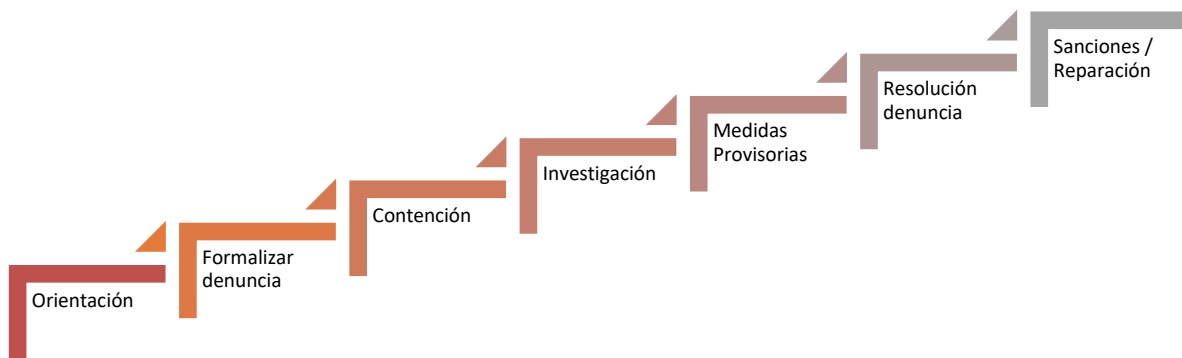 Orientación
Formalizar
denuncia
Contención
Investigación
Medidas
Provisorias
Resolución
denuncia
Sanciones /
Reparación